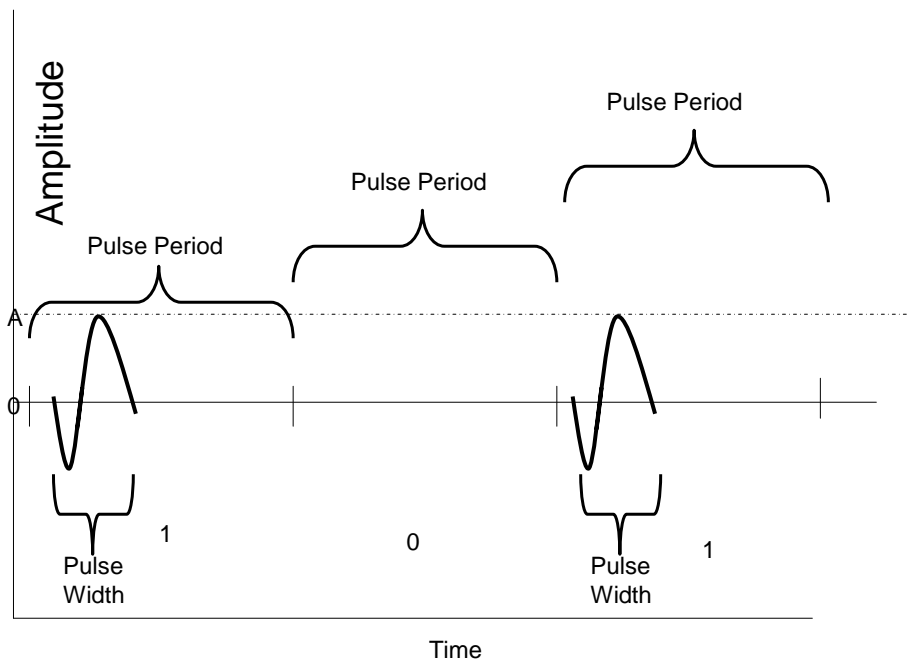 Amplitude
Pulse Period
Pulse Period
Pulse Period
A
0
1
0
1
Pulse
Width
Pulse
Width
Time